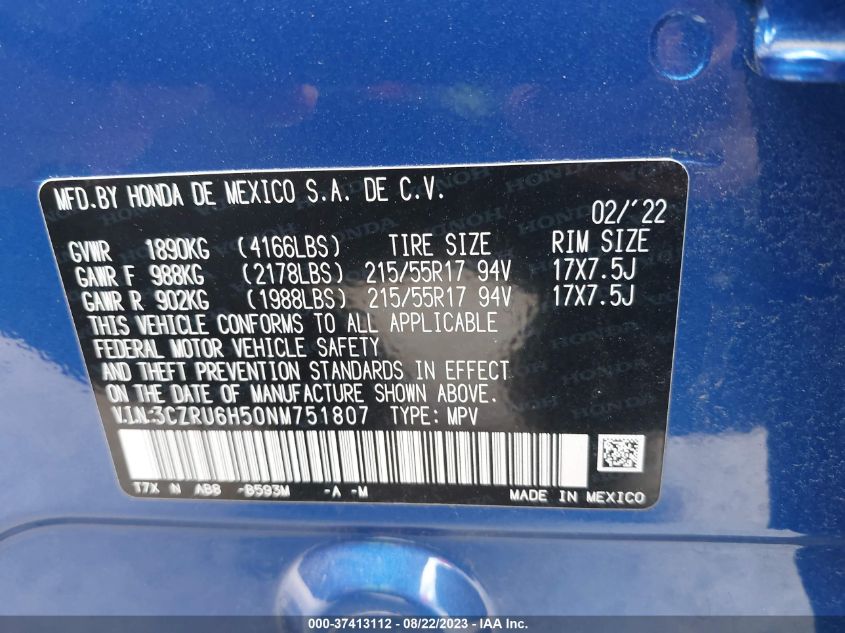 MFD.BY HONDA DE MEXICO S.A. DE C.V.
02/'22
GVWR 1890KG (4166LBS) TIRE SIZE RIM SIZE
GAWR F 988KG (2178LBS) 215/55R17 94V 17X7.5J
GAWR R 902KG (1988LBS) 215/55R17 94V 17X7.5J
THIS VEHICLE CONFORMS TO ALL APPLICABLE
FEDERAL MOTOR VEHICLE SAFETY
AND THEFT PREVENTION STANDARDS IN EFFECT
ON THE DATE OF MANUFACTURE SHOWN ABOVE.
V.I.N:3CZRU6H50NM751807 TYPE: MPV
T7X N AB8 -B593M -A -M
MADE IN MEXICO
000-37413112 - 08/22/2023 - IAA Inc.